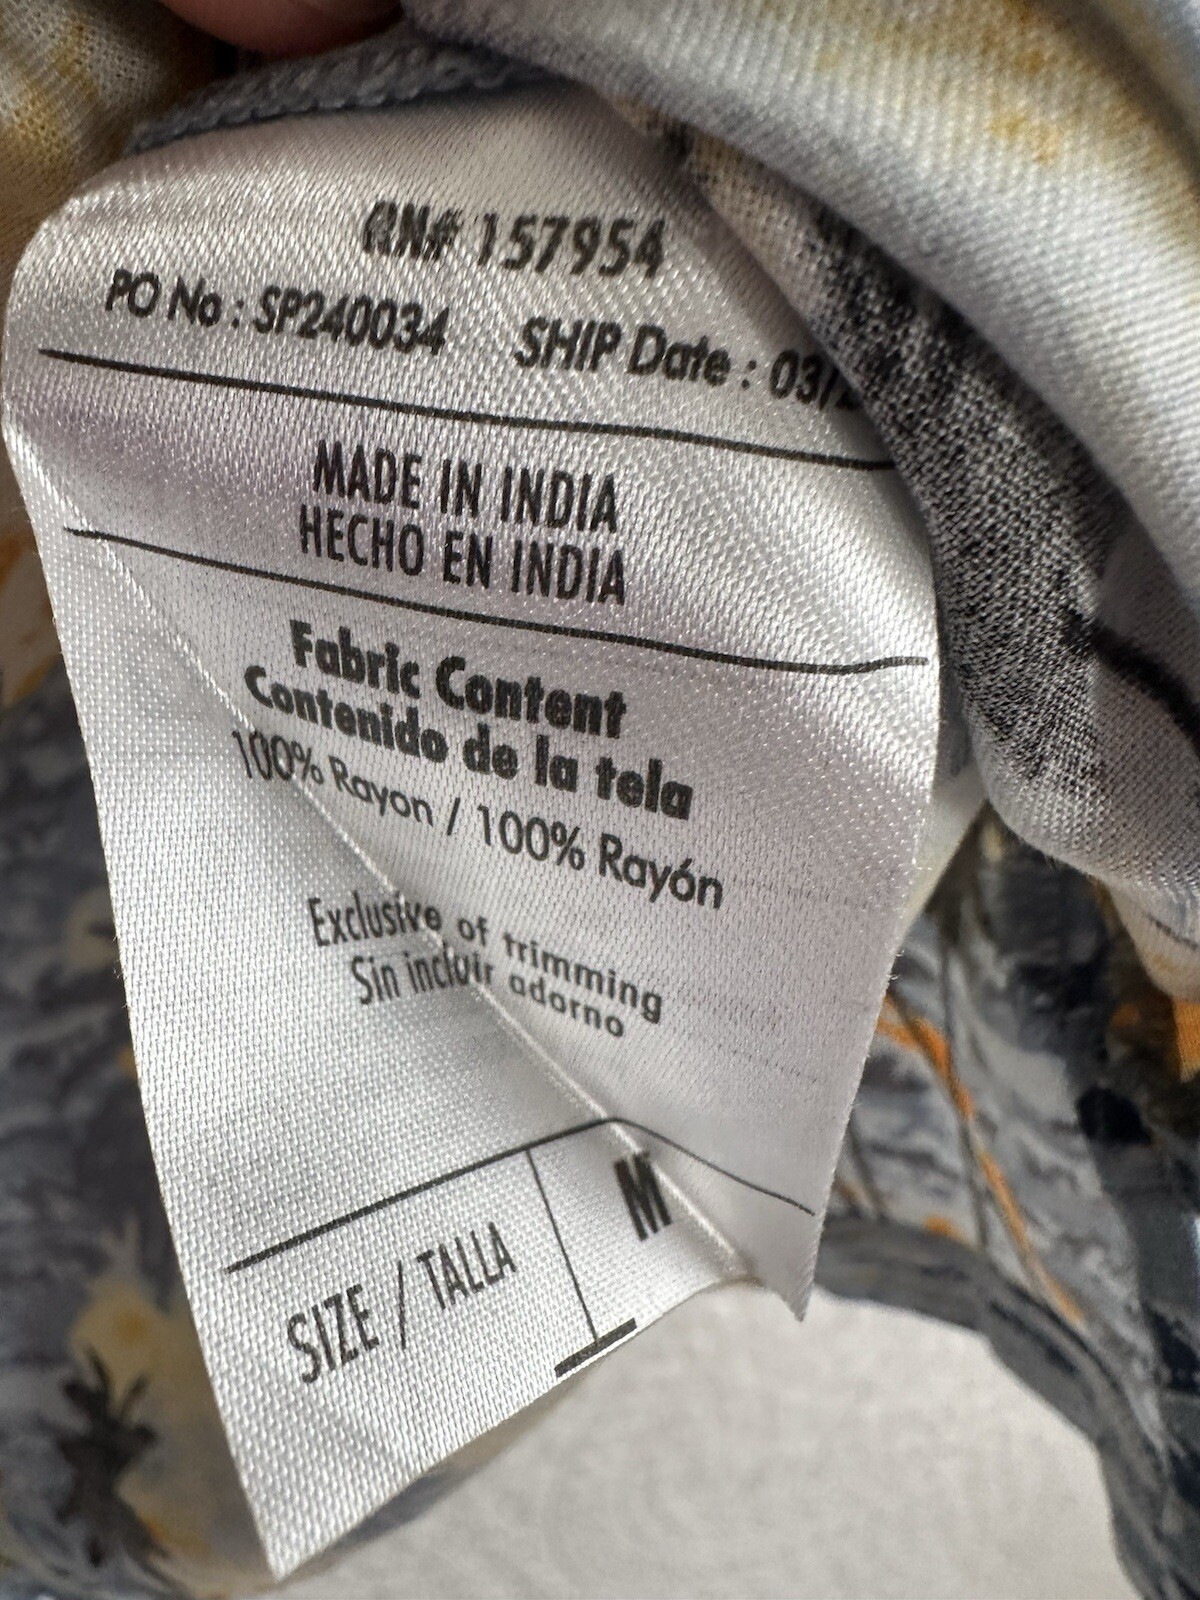 RN# 157954
PO No : SP240034 SHIP Date : 03/
MADE IN INDIA
HECHO EN INDIA
Fabric Content
Contenido de la tela
100% Rayon / 100% Rayón
Exclusive of trimming
Sin incluir adorno
SIZE / TALLA M